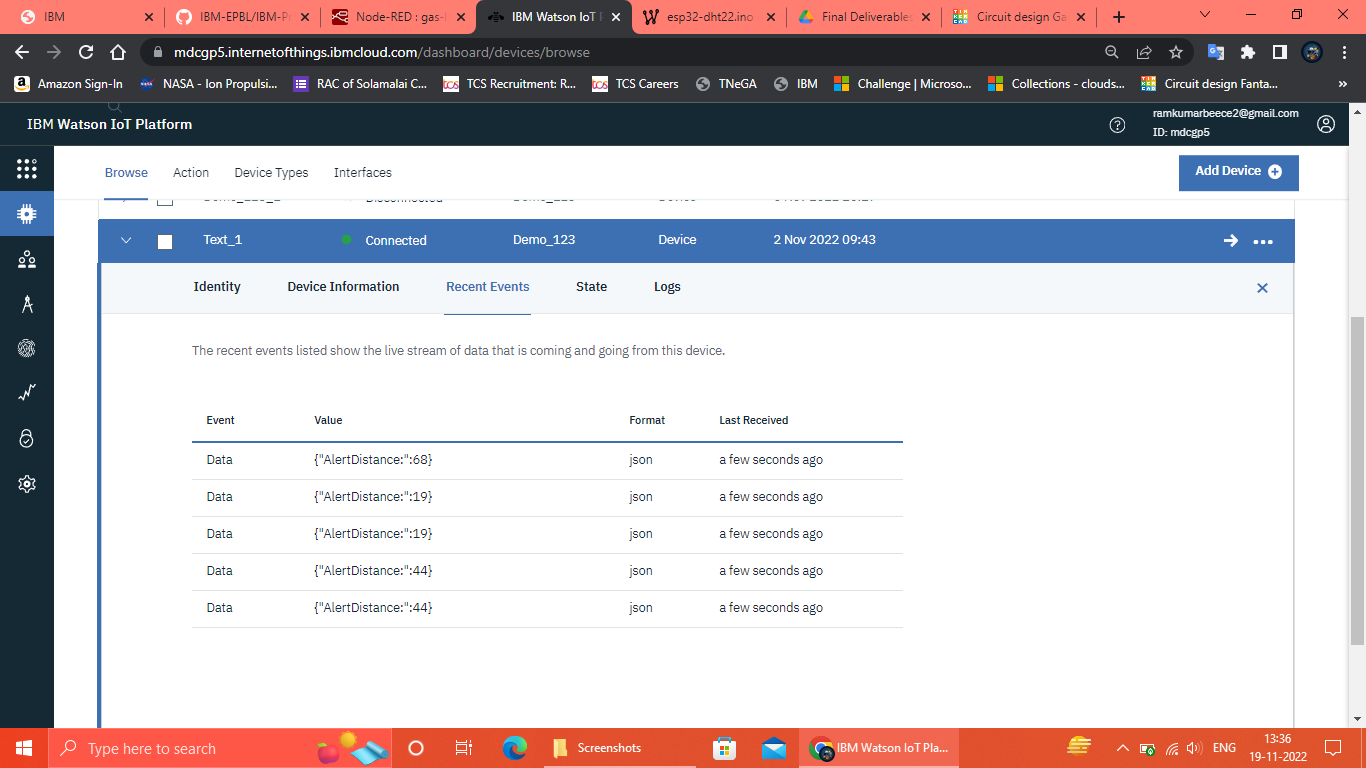 IBM
IBM-EPBL/IBM-P
Node-RED : gas-l
IBM Watson IoT P
esp32-dht22.ino
Final Deliverables
Circuit design Ga
mdcgp5.internetofthings.ibmcloud.com/dashboard/devices/browse
Amazon Sign-In
NASA - Ion Propulsi...
RAC of Solamalai C...
TCS Recruitment: R...
TCS Careers
TNeGA
IBM
Challenge | Microso...
Collections - clouds...
Circuit design Fanta...
IBM Watson IoT Platform
ramkumarbeece2@gmail.com
ID: mdcgp5
Browse Action Device Types Interfaces
Add Device
Text_1 Connected Demo_123 Device 2 Nov 2022 09:43
Identity Device Information Recent Events State Logs
The recent events listed show the live stream of data that is coming and going from this device.
Event Value Format Last Received
Data {"AlertDistance:":68} json a few seconds ago
Data {"AlertDistance:":19} json a few seconds ago
Data {"AlertDistance:":19} json a few seconds ago
Data {"AlertDistance:":44} json a few seconds ago
Data {"AlertDistance:":44} json a few seconds ago
Type here to search
Screenshots
IBM Watson IoT Pla...
ENG
13:36
19-11-2022